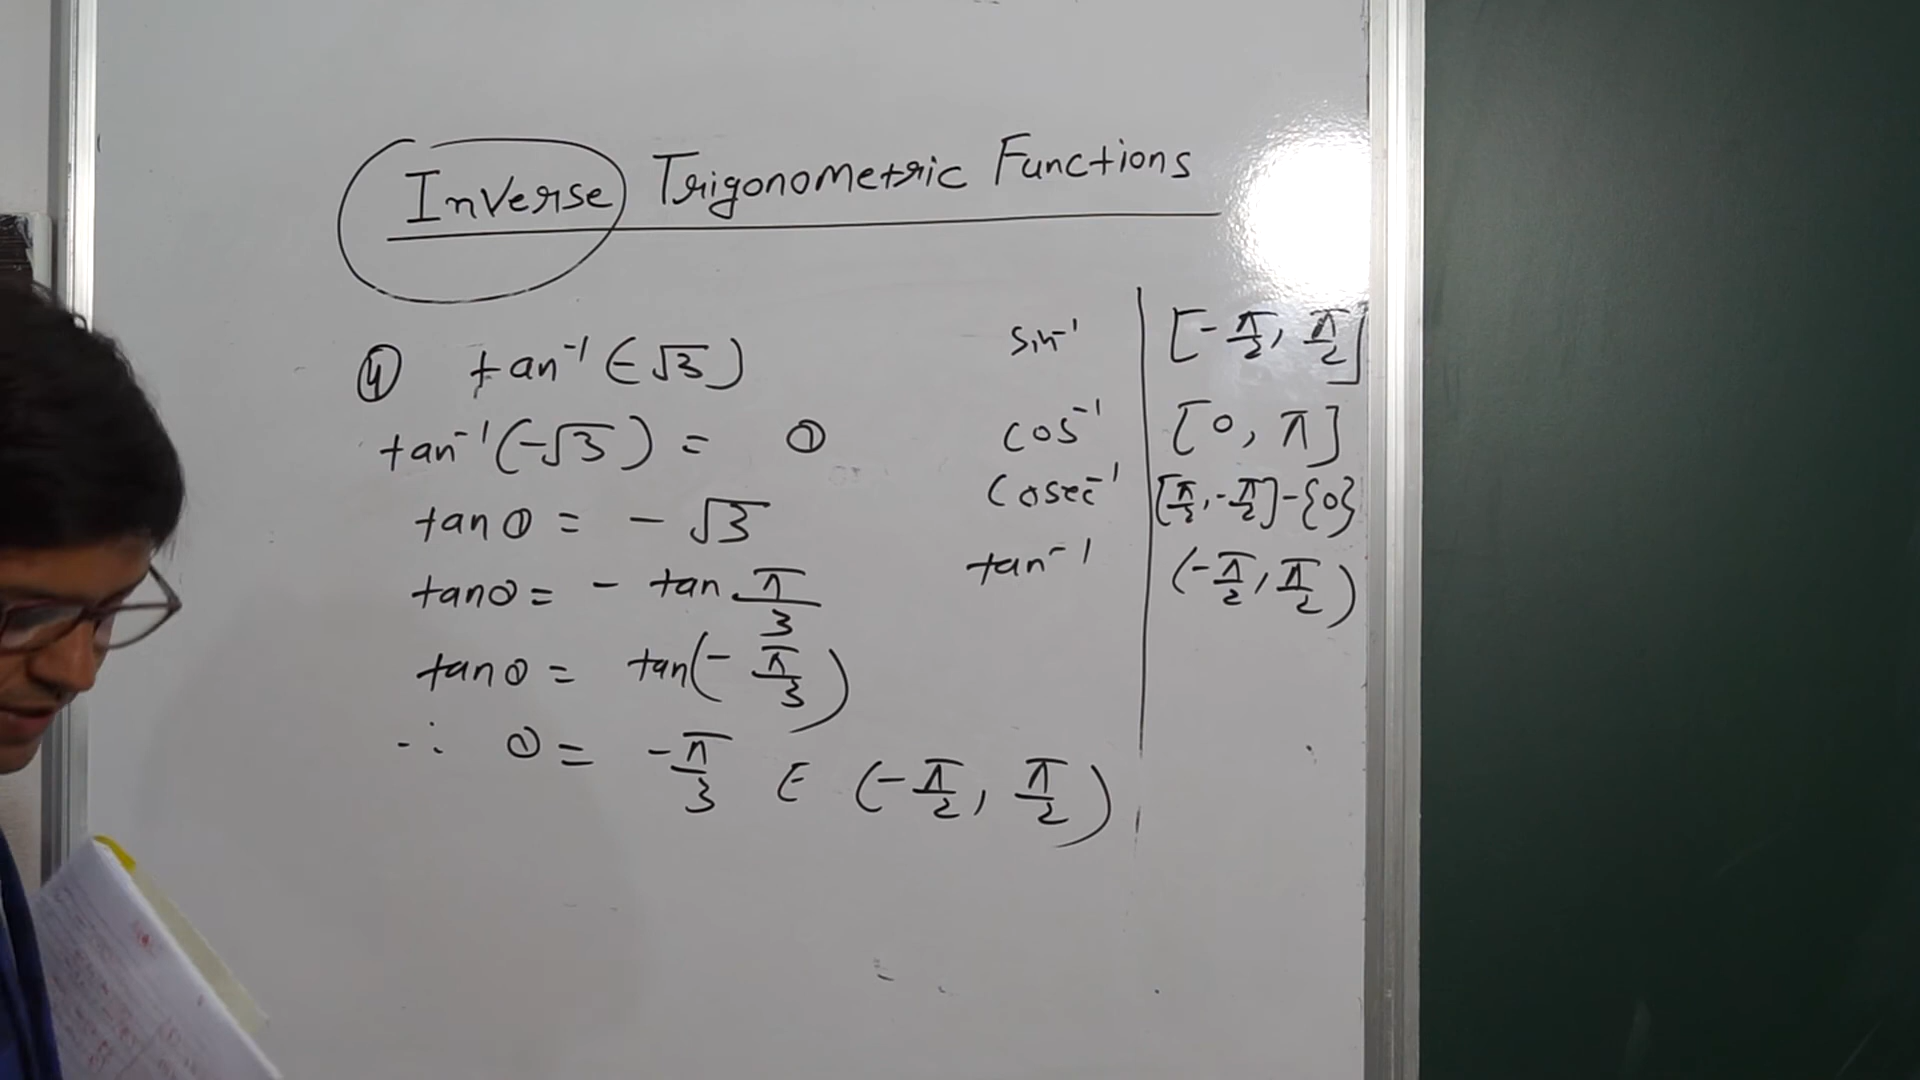 Inverse Trigonometric Functions
④ tan⁻¹(-√3)
tan⁻¹(-√3) = θ
tanθ = - √3
tanθ = - tan π/3
tanθ = tan(-π/3)
∴ θ = -π/3 ∈ (-π/2, π/2)
sin⁻¹ [-π/2, π/2]
cos⁻¹ [0, π]
cosec⁻¹ [π/2, -π/2]-{0}
tan⁻¹ (-π/2, π/2)